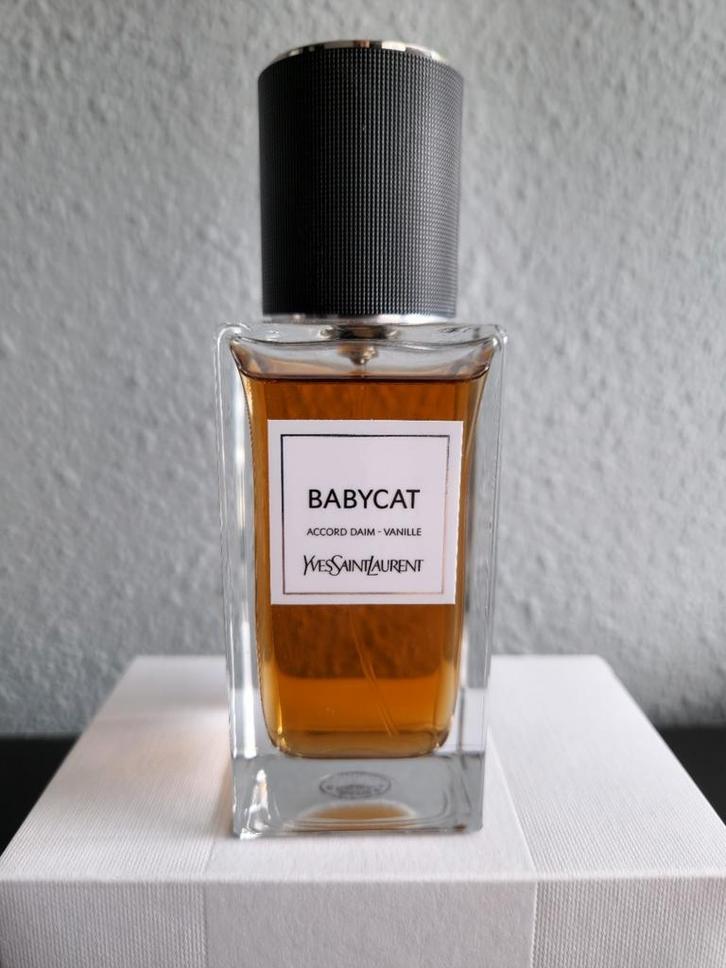 BABYCAT
ACCORD DAIM - VANILLE
YVESSAINTLAURENT